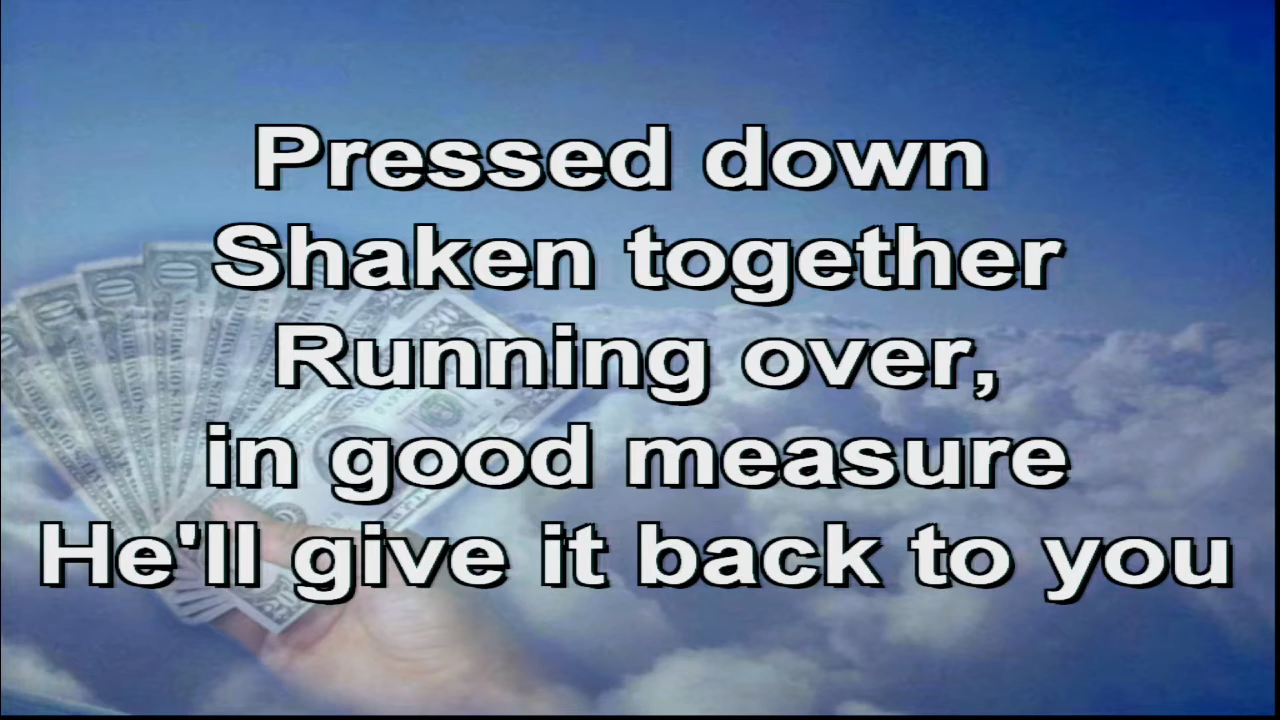 Pressed down
Shaken together
Running over,
in good measure
He'll give it back to you